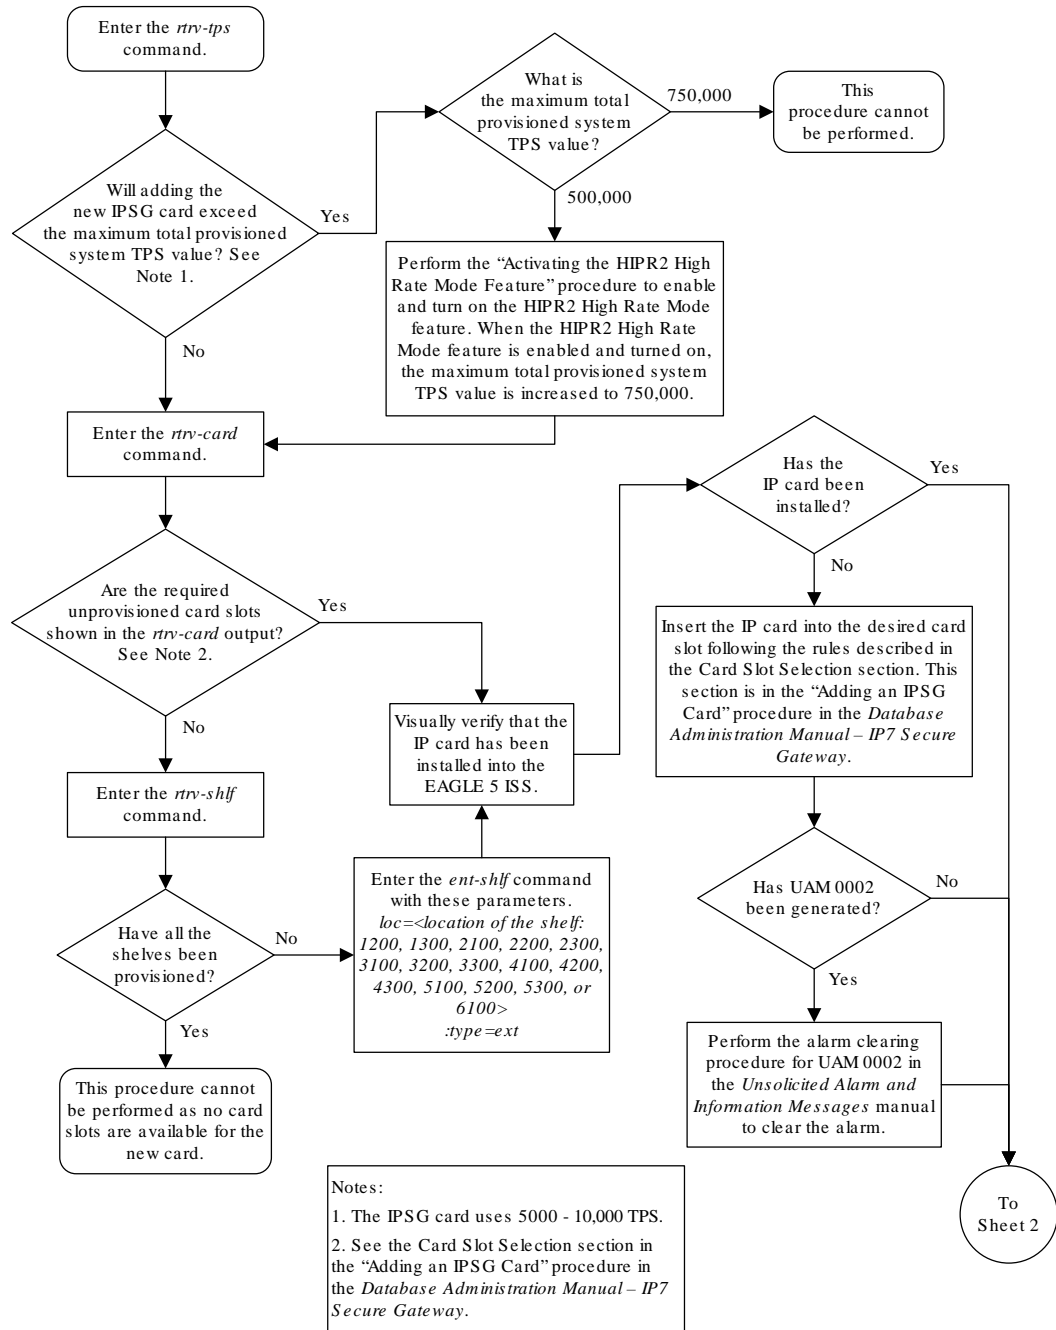 Enter the rtrv-tps
command.
What is
the maximum total
provisioned system
TPS value?
750,000
This
procedure cannot
be performed.
500,000
Will adding the
new IPSG card exceed
the maximum total provisioned
system TPS value? See
Note 1.
Yes
No
Perform the “Activating the HIPR2 High
Rate Mode Feature” procedure to enable
and turn on the HIPR2 High Rate Mode
feature. When the HIPR2 High Rate
Mode feature is enabled and turned on,
the maximum total provisioned system
TPS value is increased to 750,000.
Enter the rtrv-card
command.
Has the
IP card been
installed?
Yes
No
Are the required
unprovisioned card slots
shown in the rtrv-card output?
See Note 2.
Yes
No
Insert the IP card into the desired card
slot following the rules described in
the Card Slot Selection section. This
section is in the “Adding an IPSG
Card” procedure in the Database
Administration Manual – IP7 Secure
Gateway.
Visually verify that the
IP card has been
installed into the
EAGLE 5 ISS.
Enter the rtrv-shlf
command.
Have all the
shelves been
provisioned?
No
Yes
Enter the ent-shlf command
with these parameters.
loc=<location of the shelf:
1200, 1300, 2100, 2200, 2300,
3100, 3200, 3300, 4100, 4200,
4300, 5100, 5200, 5300, or
6100>
:type=ext
Has UAM 0002
been generated?
No
Yes
Perform the alarm clearing
procedure for UAM 0002 in
the Unsolicited Alarm and
Information Messages manual
to clear the alarm.
This procedure cannot
be performed as no card
slots are available for the
new card.
To
Sheet 2
Notes:
1. The IPSG card uses 5000 - 10,000 TPS.
2. See the Card Slot Selection section in
the “Adding an IPSG Card” procedure in
the Database Administration Manual – IP7
Secure Gateway.